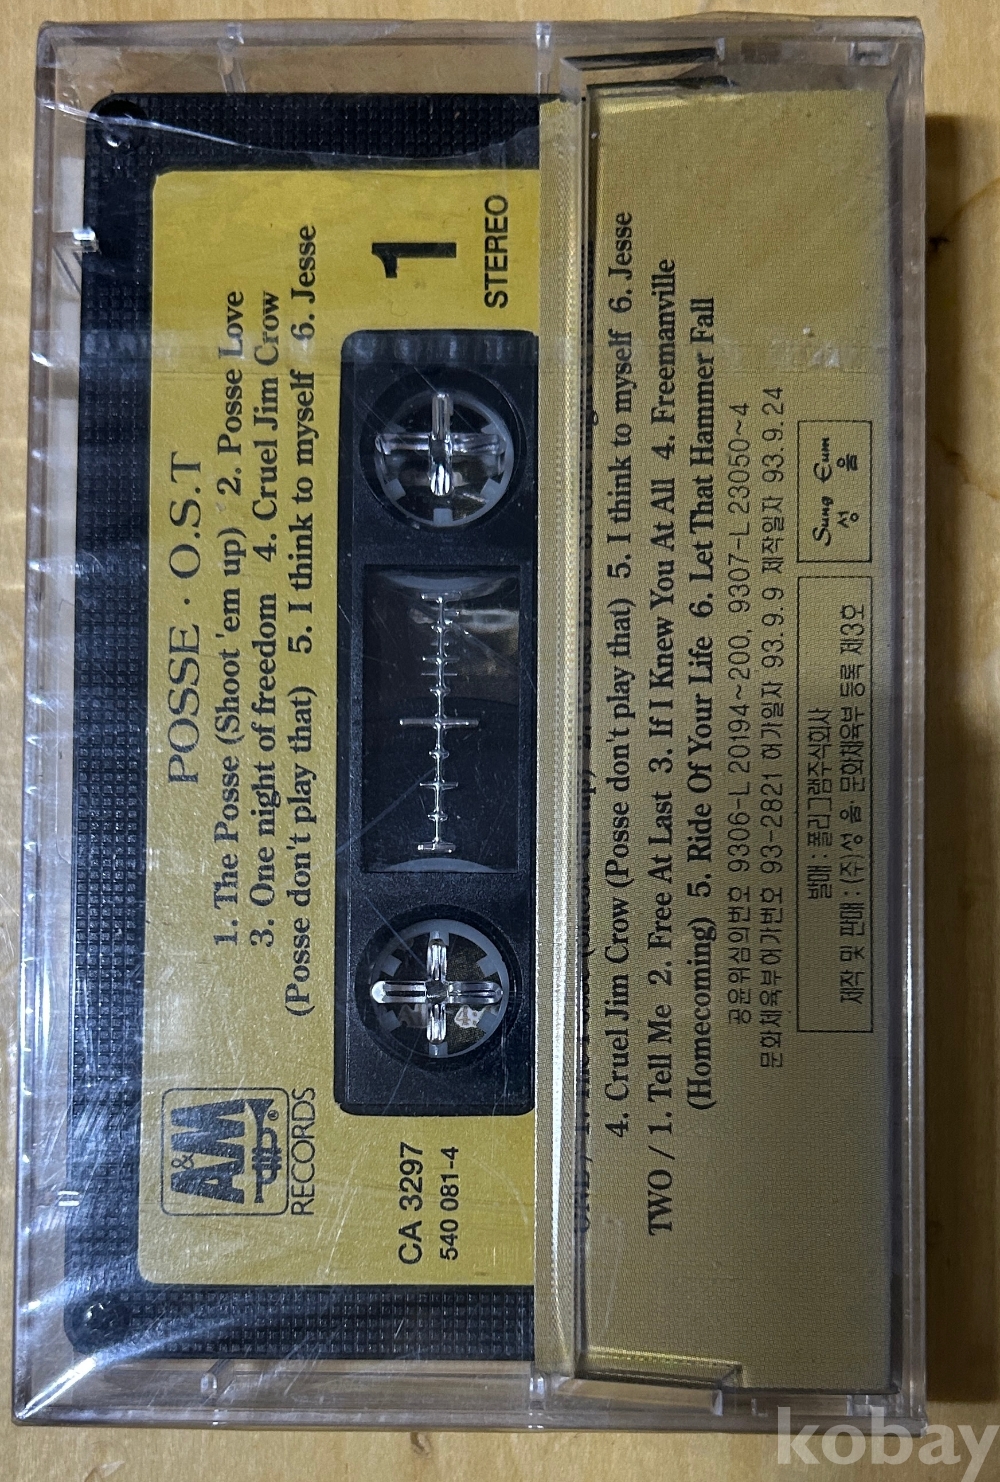 POSSE · O.S.T
1. The Posse (Shoot 'em up) 2. Posse Love
3. One night of freedom 4. Cruel Jim Crow
(Posse don't play that) 5. I think to myself 6. Jesse
A&M
RECORDS
1
STEREO
CA 3297
540 081-4
4. Cruel Jim Crow (Posse don't play that) 5. I think to myself 6. Jesse
TWO / 1. Tell Me 2. Free At Last 3. If I Knew You At All 4. Freemanville
(Homecoming) 5. Ride Of Your Life 6. Let That Hammer Fall
공윤위심의번호 9306-L 20194~200, 9307-L 23050~4
문화체육부허가번호 93-2821 허가일자 93.9.9 제작일자 93.9.24
발매 : 폴리그램주식회사
제작 및 판매 : (주)성 음· 문화체육부 등록 제3호
Sung Eum
성 음
kobay